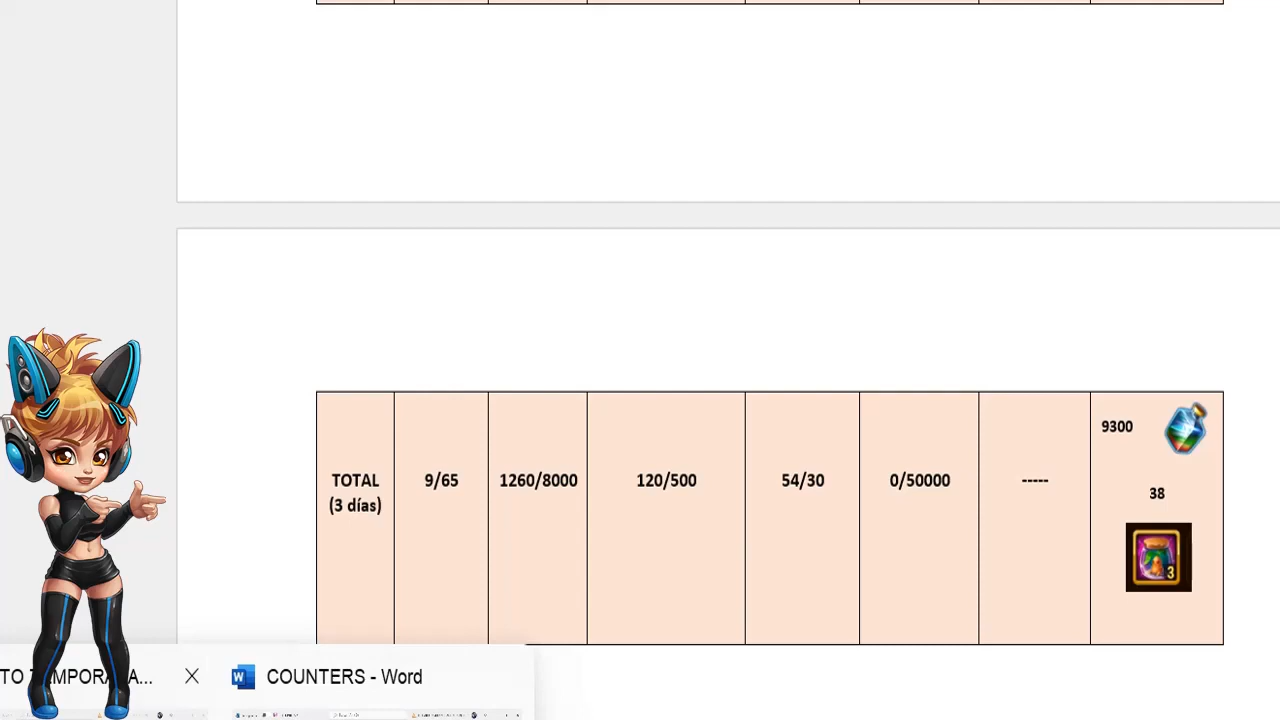 9300
TOTAL
(3 días)
9/65
1260/8000
120/500
54/30
0/50000
-----
38
3
A...
COUNTERS - Word